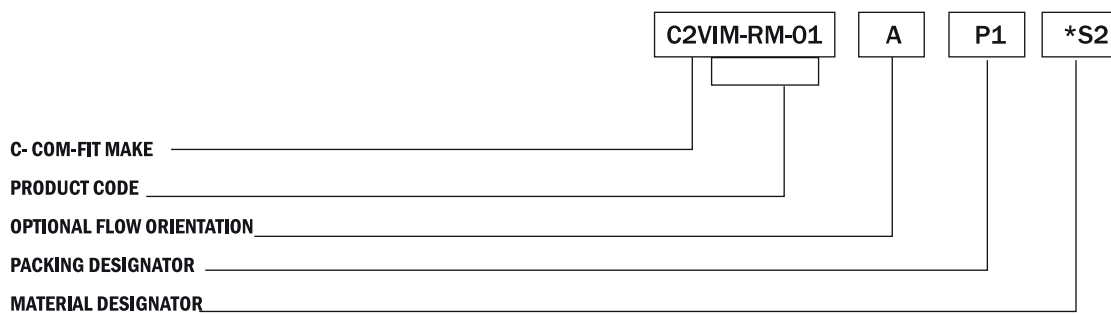 C2VIM-RM-01 A P1 *S2
C- COM-FIT MAKE
PRODUCT CODE
OPTIONAL FLOW ORIENTATION
PACKING DESIGNATOR
MATERIAL DESIGNATOR